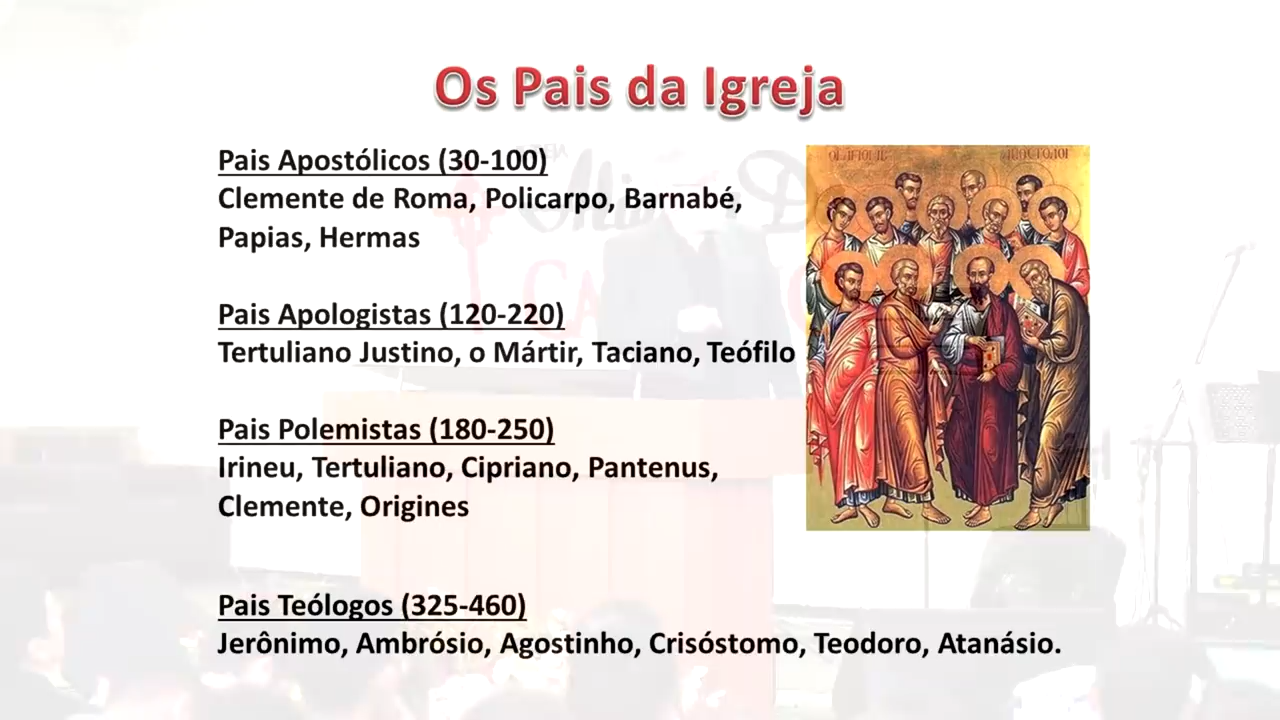 Os Pais da Igreja
Pais Apostólicos (30-100)
Clemente de Roma, Policarpo, Barnabé,
Papias, Hermas
Pais Apologistas (120-220)
Tertuliano Justino, o Mártir, Taciano, Teófilo
Pais Polemistas (180-250)
Irineu, Tertuliano, Cipriano, Pantenus,
Clemente, Origines
Pais Teólogos (325-460)
Jerônimo, Ambrósio, Agostinho, Crisóstomo, Teodoro, Atanásio.